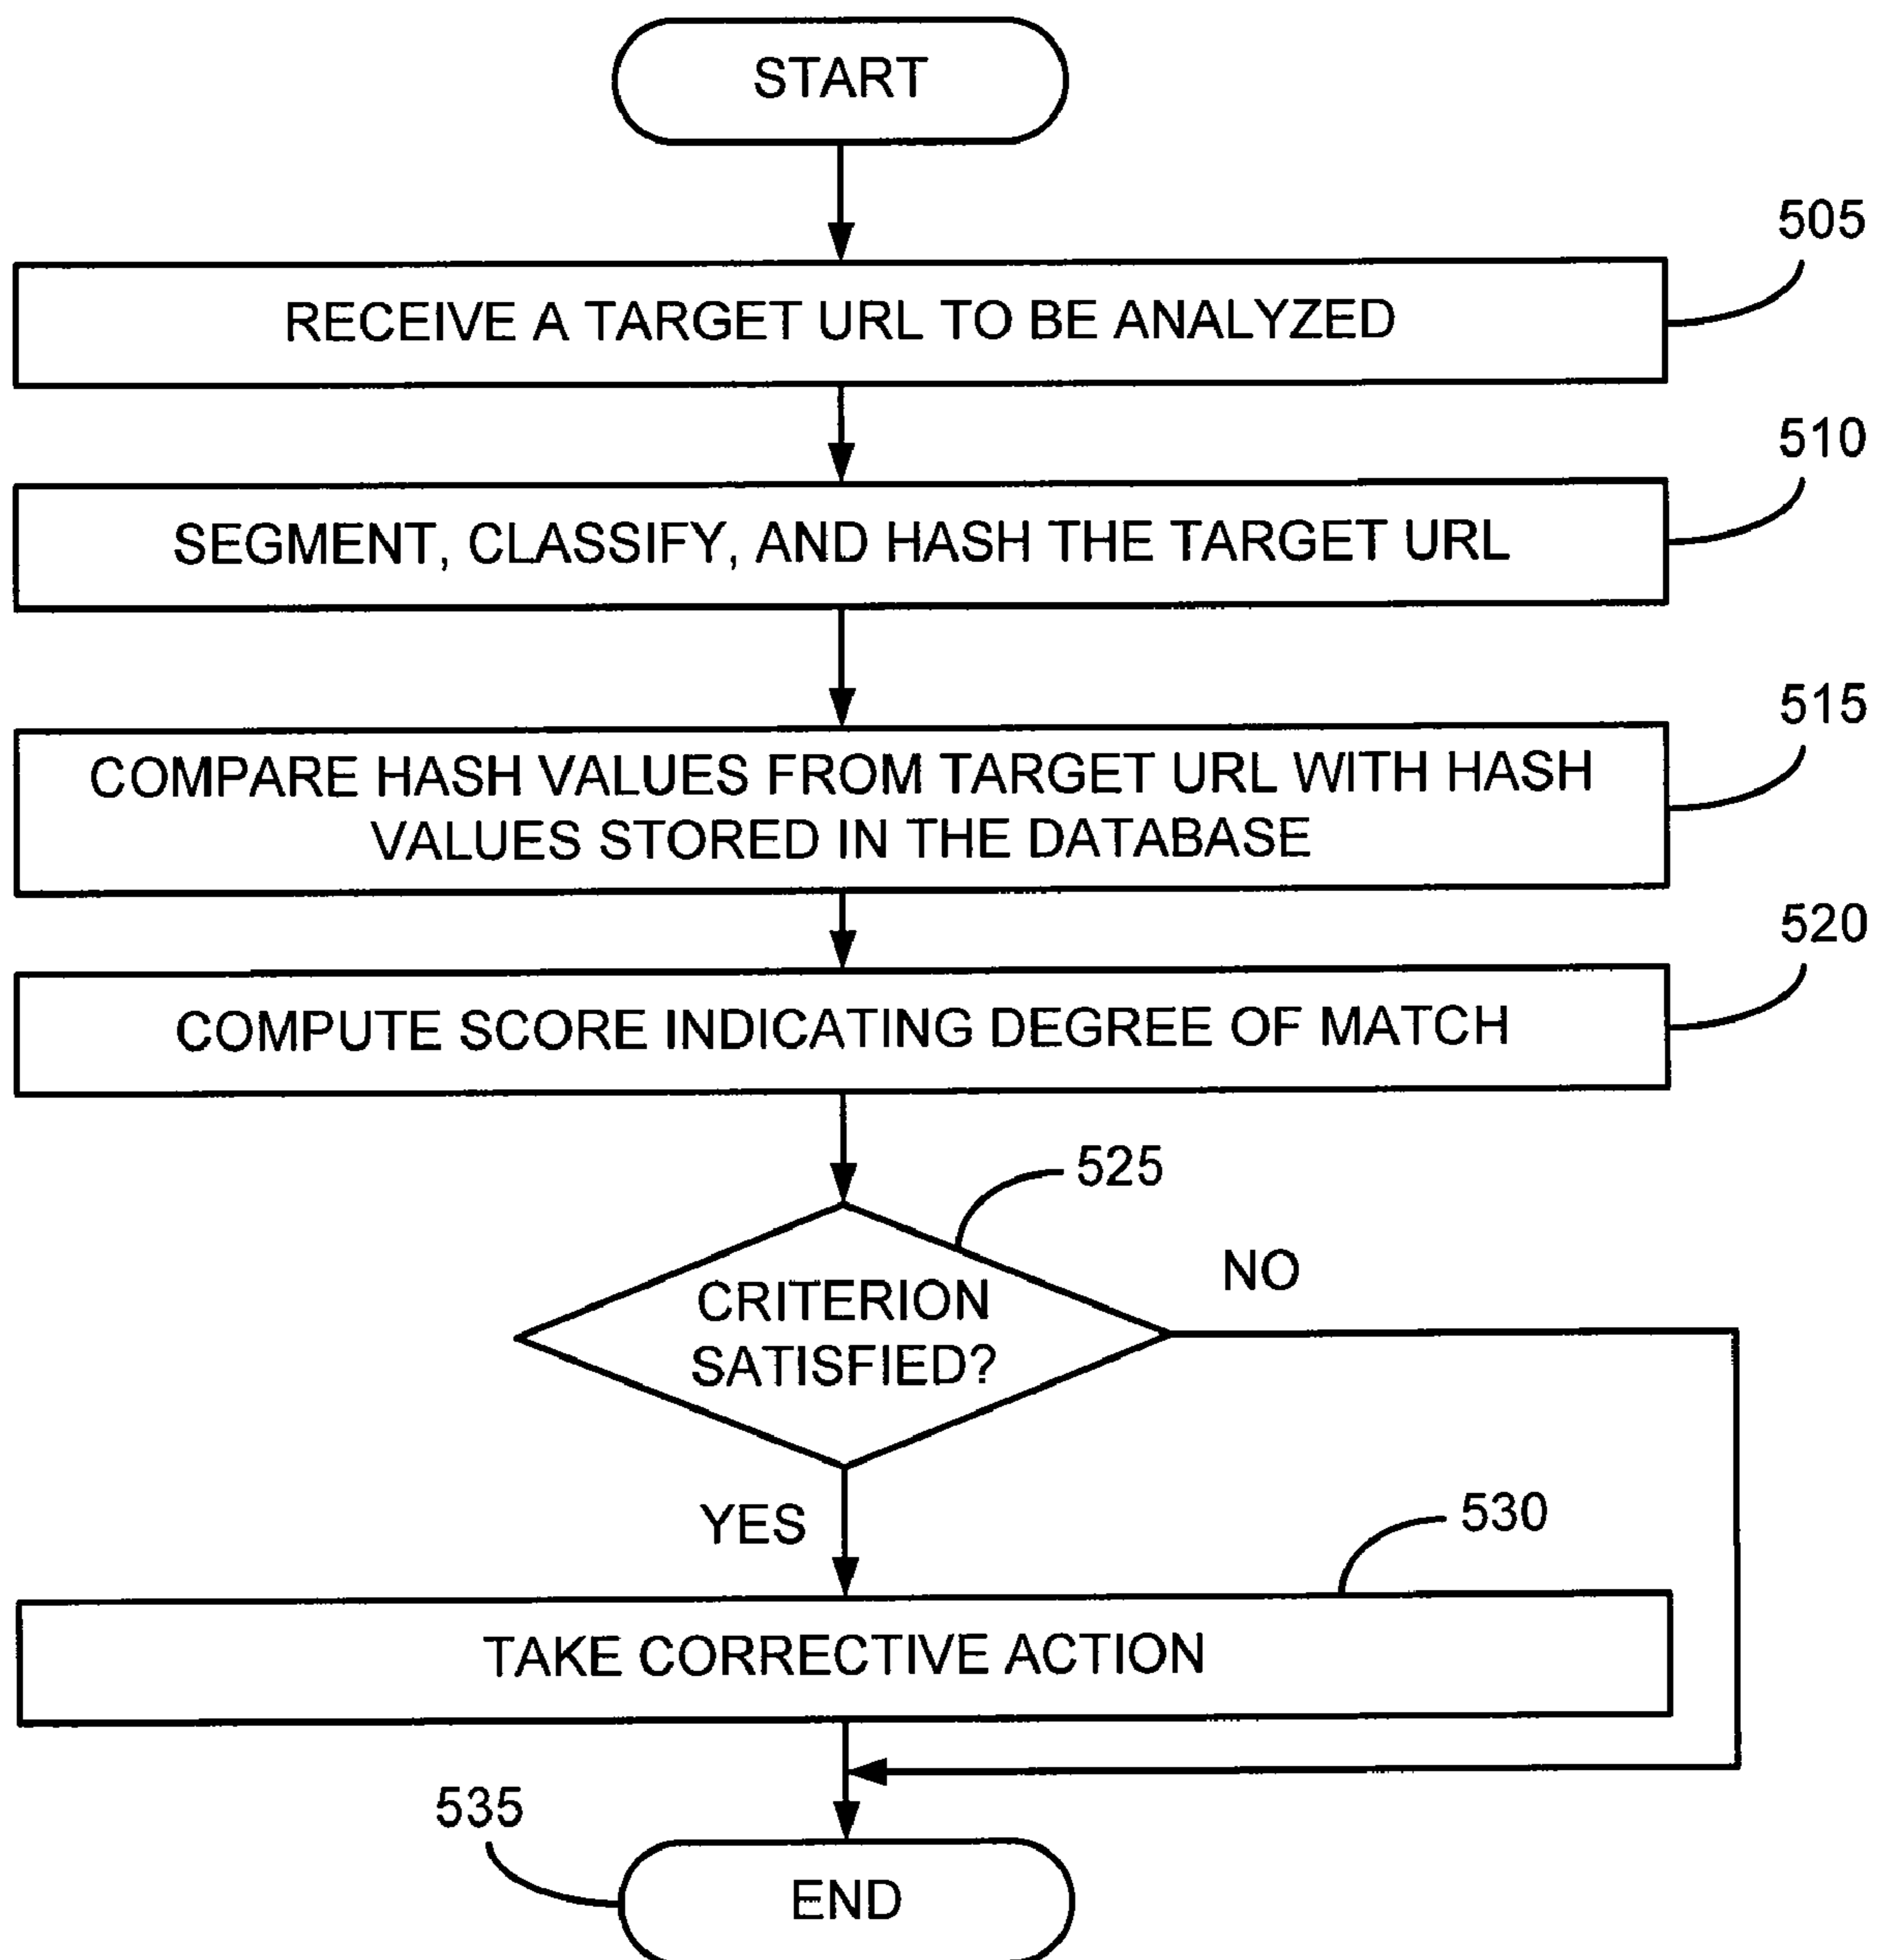 START
505
RECEIVE A TARGET URL TO BE ANALYZED
510
SEGMENT, CLASSIFY, AND HASH THE TARGET URL
515
COMPARE HASH VALUES FROM TARGET URL WITH HASH
VALUES STORED IN THE DATABASE
520
COMPUTE SCORE INDICATING DEGREE OF MATCH
525
NO
CRITERION
SATISFIED?
YES
530
TAKE CORRECTIVE ACTION
535
END